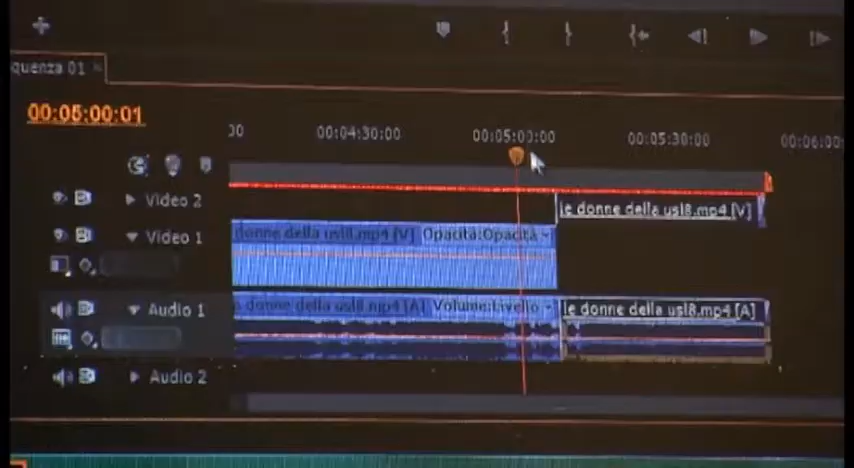 quenza 01 ×
00:05:00:01
00 00:04:30:00 00:05:00:00 00:05:30:00 00:06:00:
Video 2
le donne della usl8.mp4 [V]
Video 1
donne della usl8.mp4 [V] Opacità:Opacità
Audio 1
donne della usl8.mp4 [A] Volume:Livello
le donne della usl8.mp4 [A]
Audio 2